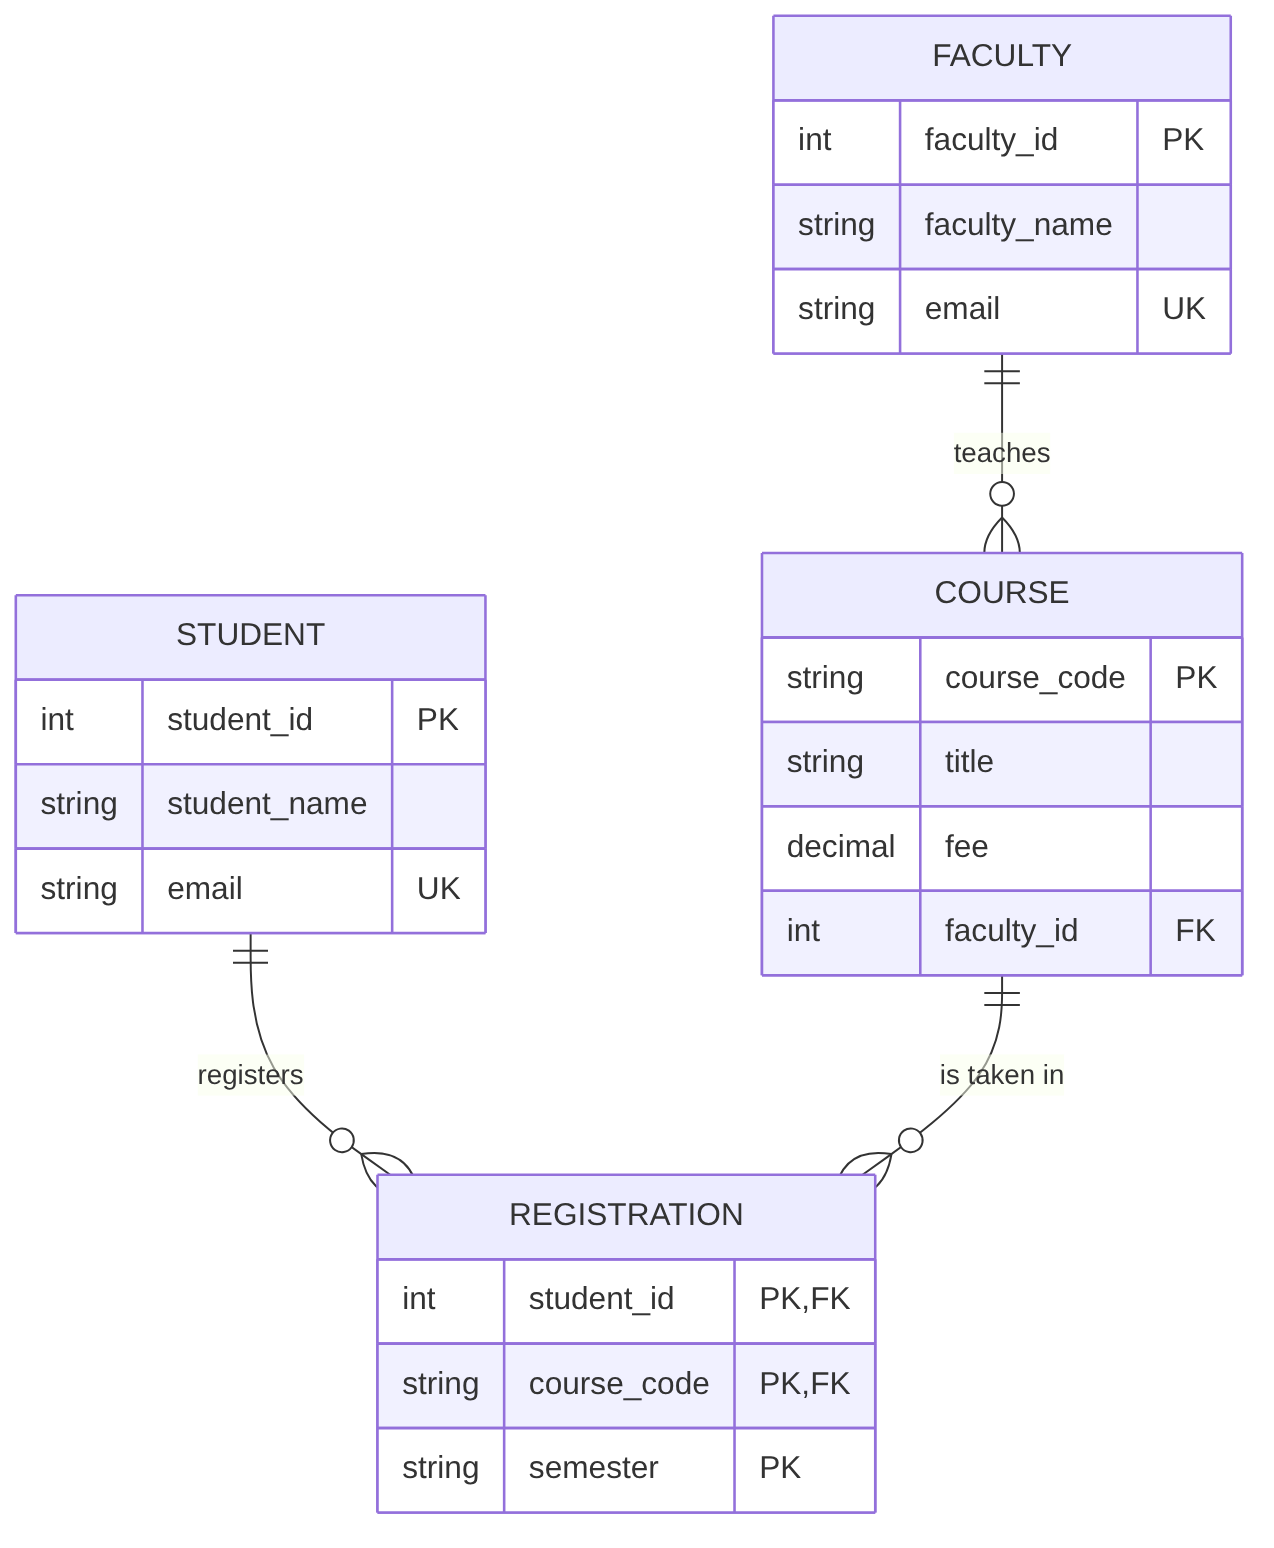 FACULTY
int faculty_id PK
string faculty_name
string email UK
teaches
COURSE
string course_code PK
string title
decimal fee
int faculty_id FK
STUDENT
int student_id PK
string student_name
string email UK
registers
is taken in
REGISTRATION
int student_id PK,FK
string course_code PK,FK
string semester PK